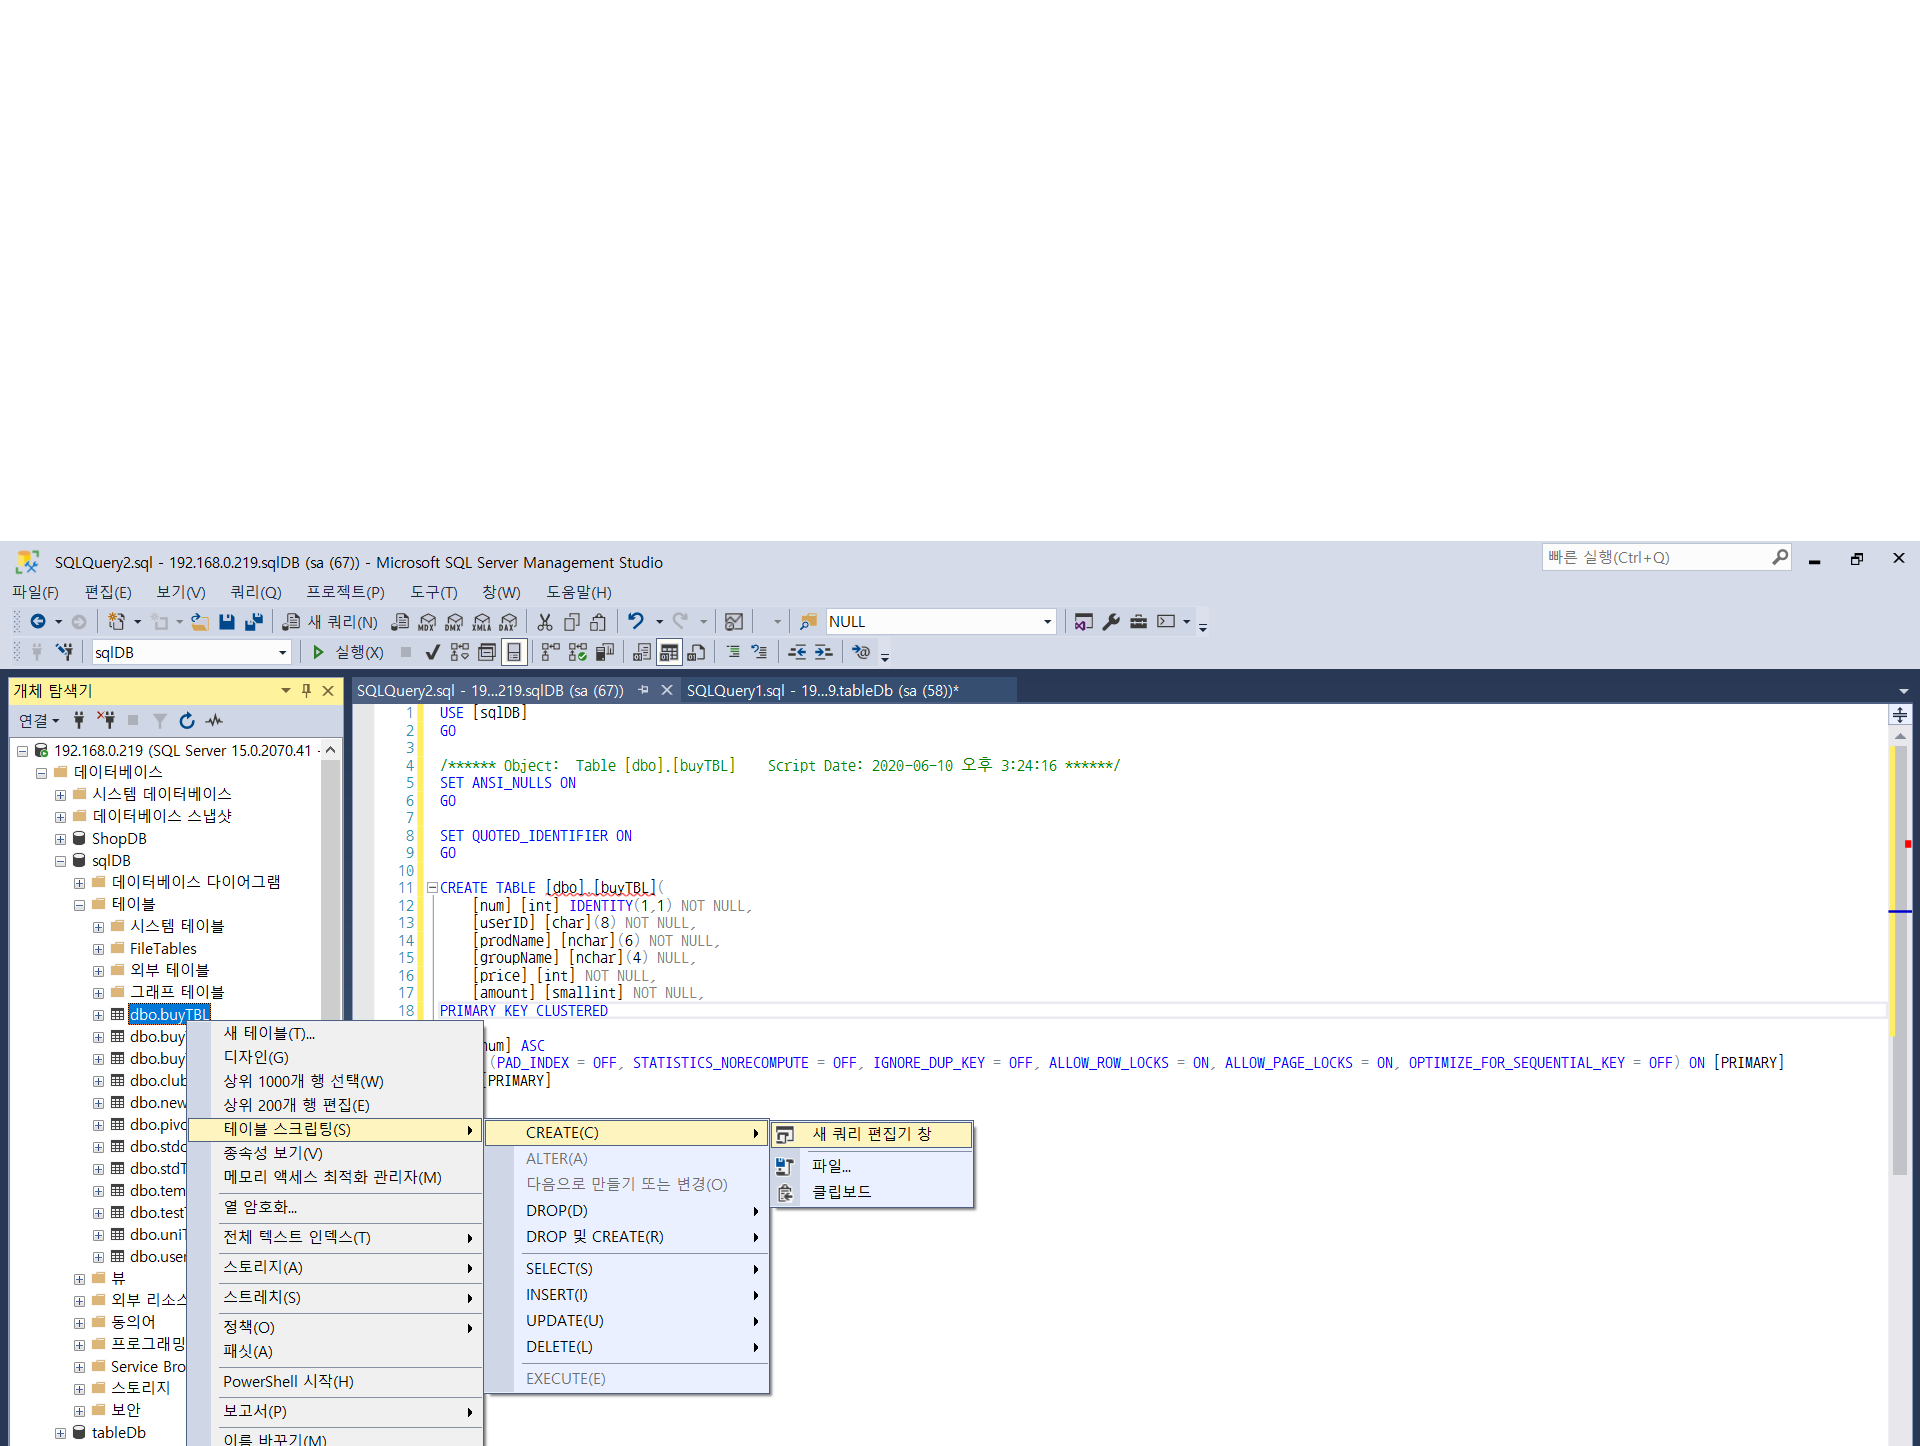 SQLQuery2.sql - 192.168.0.219.sqlDB (sa (67)) - Microsoft SQL Server Management Studio
빠른 실행(Ctrl+Q)
파일(F) 편집(E) 보기(V) 쿼리(Q) 프로젝트(P) 도구(T) 창(W) 도움말(H)
새 쿼리(N) MDX DMX XMLA DAX NULL
sqlDB 실행(X)
개체 탐색기
연결
192.168.0.219 (SQL Server 15.0.2070.41 -
데이터베이스
시스템 데이터베이스
데이터베이스 스냅샷
ShopDB
sqlDB
데이터베이스 다이어그램
테이블
시스템 테이블
FileTables
외부 테이블
그래프 테이블
dbo.buyTBL
dbo.buy
dbo.buy
dbo.club
dbo.new
dbo.pivo
dbo.stdc
dbo.stdT
dbo.tem
dbo.test
dbo.uni
dbo.user
뷰
외부 리소스
동의어
프로그래밍
Service Bro
스토리지
보안
tableDb
SQLQuery2.sql - 19...219.sqlDB (sa (67)) SQLQuery1.sql - 19...9.tableDb (sa (58))*
1 USE [sqlDB]
2 GO
3
4 /****** Object:  Table [dbo].[buyTBL]    Script Date: 2020-06-10 오후 3:24:16 ******/
5 SET ANSI_NULLS ON
6 GO
7
8 SET QUOTED_IDENTIFIER ON
9 GO
10
11 CREATE TABLE [dbo].[buyTBL](
12 [num] [int] IDENTITY(1,1) NOT NULL,
13 [userID] [char](8) NOT NULL,
14 [prodName] [nchar](6) NOT NULL,
15 [groupName] [nchar](4) NULL,
16 [price] [int] NOT NULL,
17 [amount] [smallint] NOT NULL,
18 PRIMARY KEY CLUSTERED
num] ASC
(PAD_INDEX = OFF, STATISTICS_NORECOMPUTE = OFF, IGNORE_DUP_KEY = OFF, ALLOW_ROW_LOCKS = ON, ALLOW_PAGE_LOCKS = ON, OPTIMIZE_FOR_SEQUENTIAL_KEY = OFF) ON [PRIMARY]
[PRIMARY]
새 테이블(T)...
디자인(G)
상위 1000개 행 선택(W)
상위 200개 행 편집(E)
테이블 스크립팅(S)
종속성 보기(V)
메모리 액세스 최적화 관리자(M)
열 암호화...
전체 텍스트 인덱스(T)
스토리지(A)
스트레치(S)
정책(O)
패싯(A)
PowerShell 시작(H)
보고서(P)
이름 바꾸기(M)
CREATE(C)
ALTER(A)
다음으로 만들기 또는 변경(O)
DROP(D)
DROP 및 CREATE(R)
SELECT(S)
INSERT(I)
UPDATE(U)
DELETE(L)
EXECUTE(E)
새 쿼리 편집기 창
파일...
클립보드